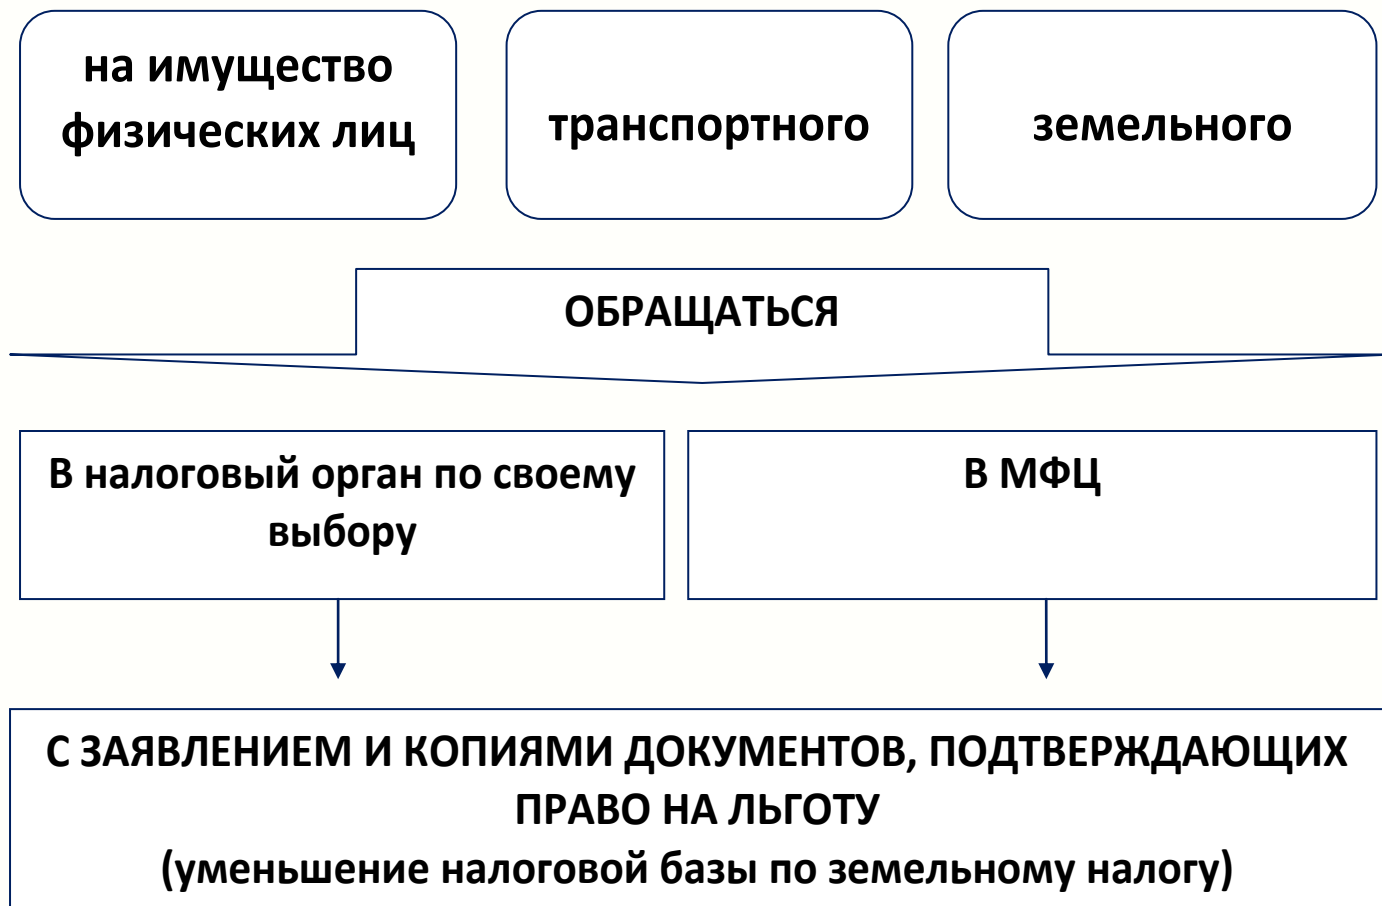 на имущество
физических лиц
транспортного
земельного
ОБРАЩАТЬСЯ
В налоговый орган по своему
выбору
В МФЦ
С ЗАЯВЛЕНИЕМ И КОПИЯМИ ДОКУМЕНТОВ, ПОДТВЕРЖДАЮЩИХ
ПРАВО НА ЛЬГОТУ
(уменьшение налоговой базы по земельному налогу)